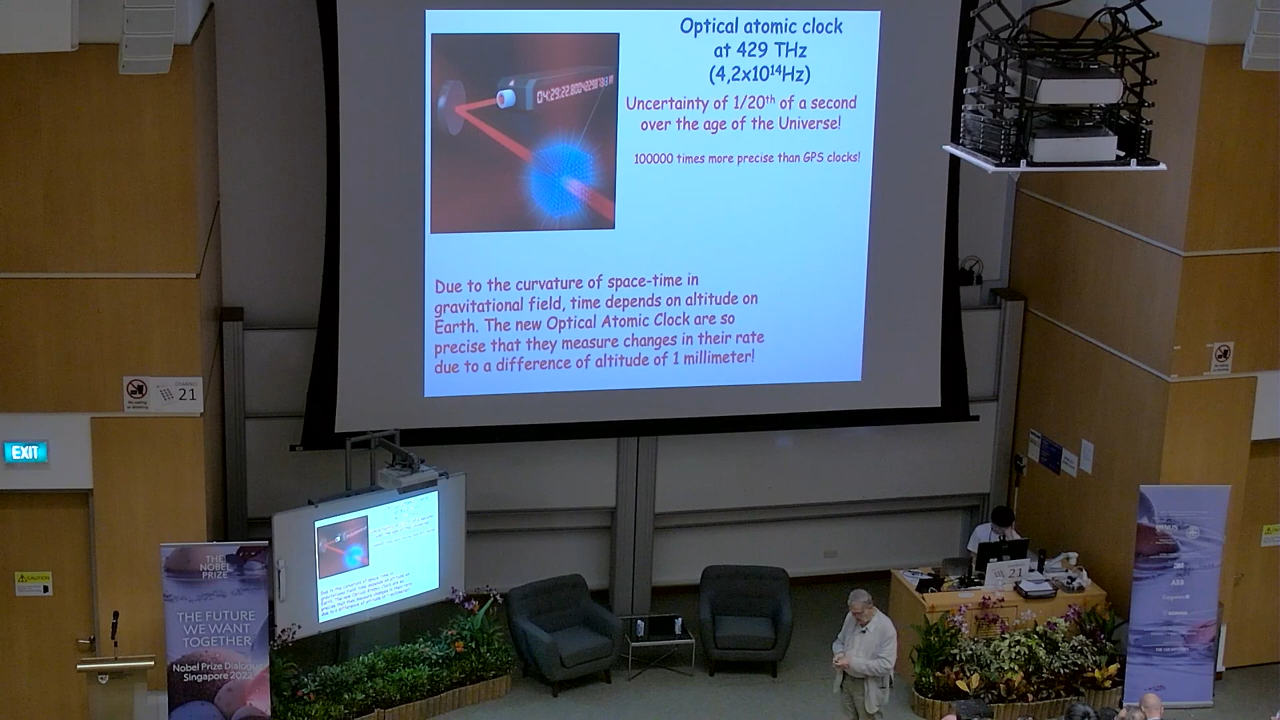 Optical atomic clock
at 429 THz
(4,2x10¹⁴Hz)
Uncertainty of 1/20ᵗʰ of a second
over the age of the Universe!
100000 times more precise than GPS clocks!
Due to the curvature of space-time in
gravitational field, time depends on altitude on
Earth. The new Optical Atomic Clock are so
precise that they measure changes in their rate
due to a difference of altitude of 1 millimeter!
21
EXIT
CAUTION
THE
NOBEL
PRIZE
THE FUTURE
WE WANT
TOGETHER
Nobel Prize Dialogue
21
3M
ABB